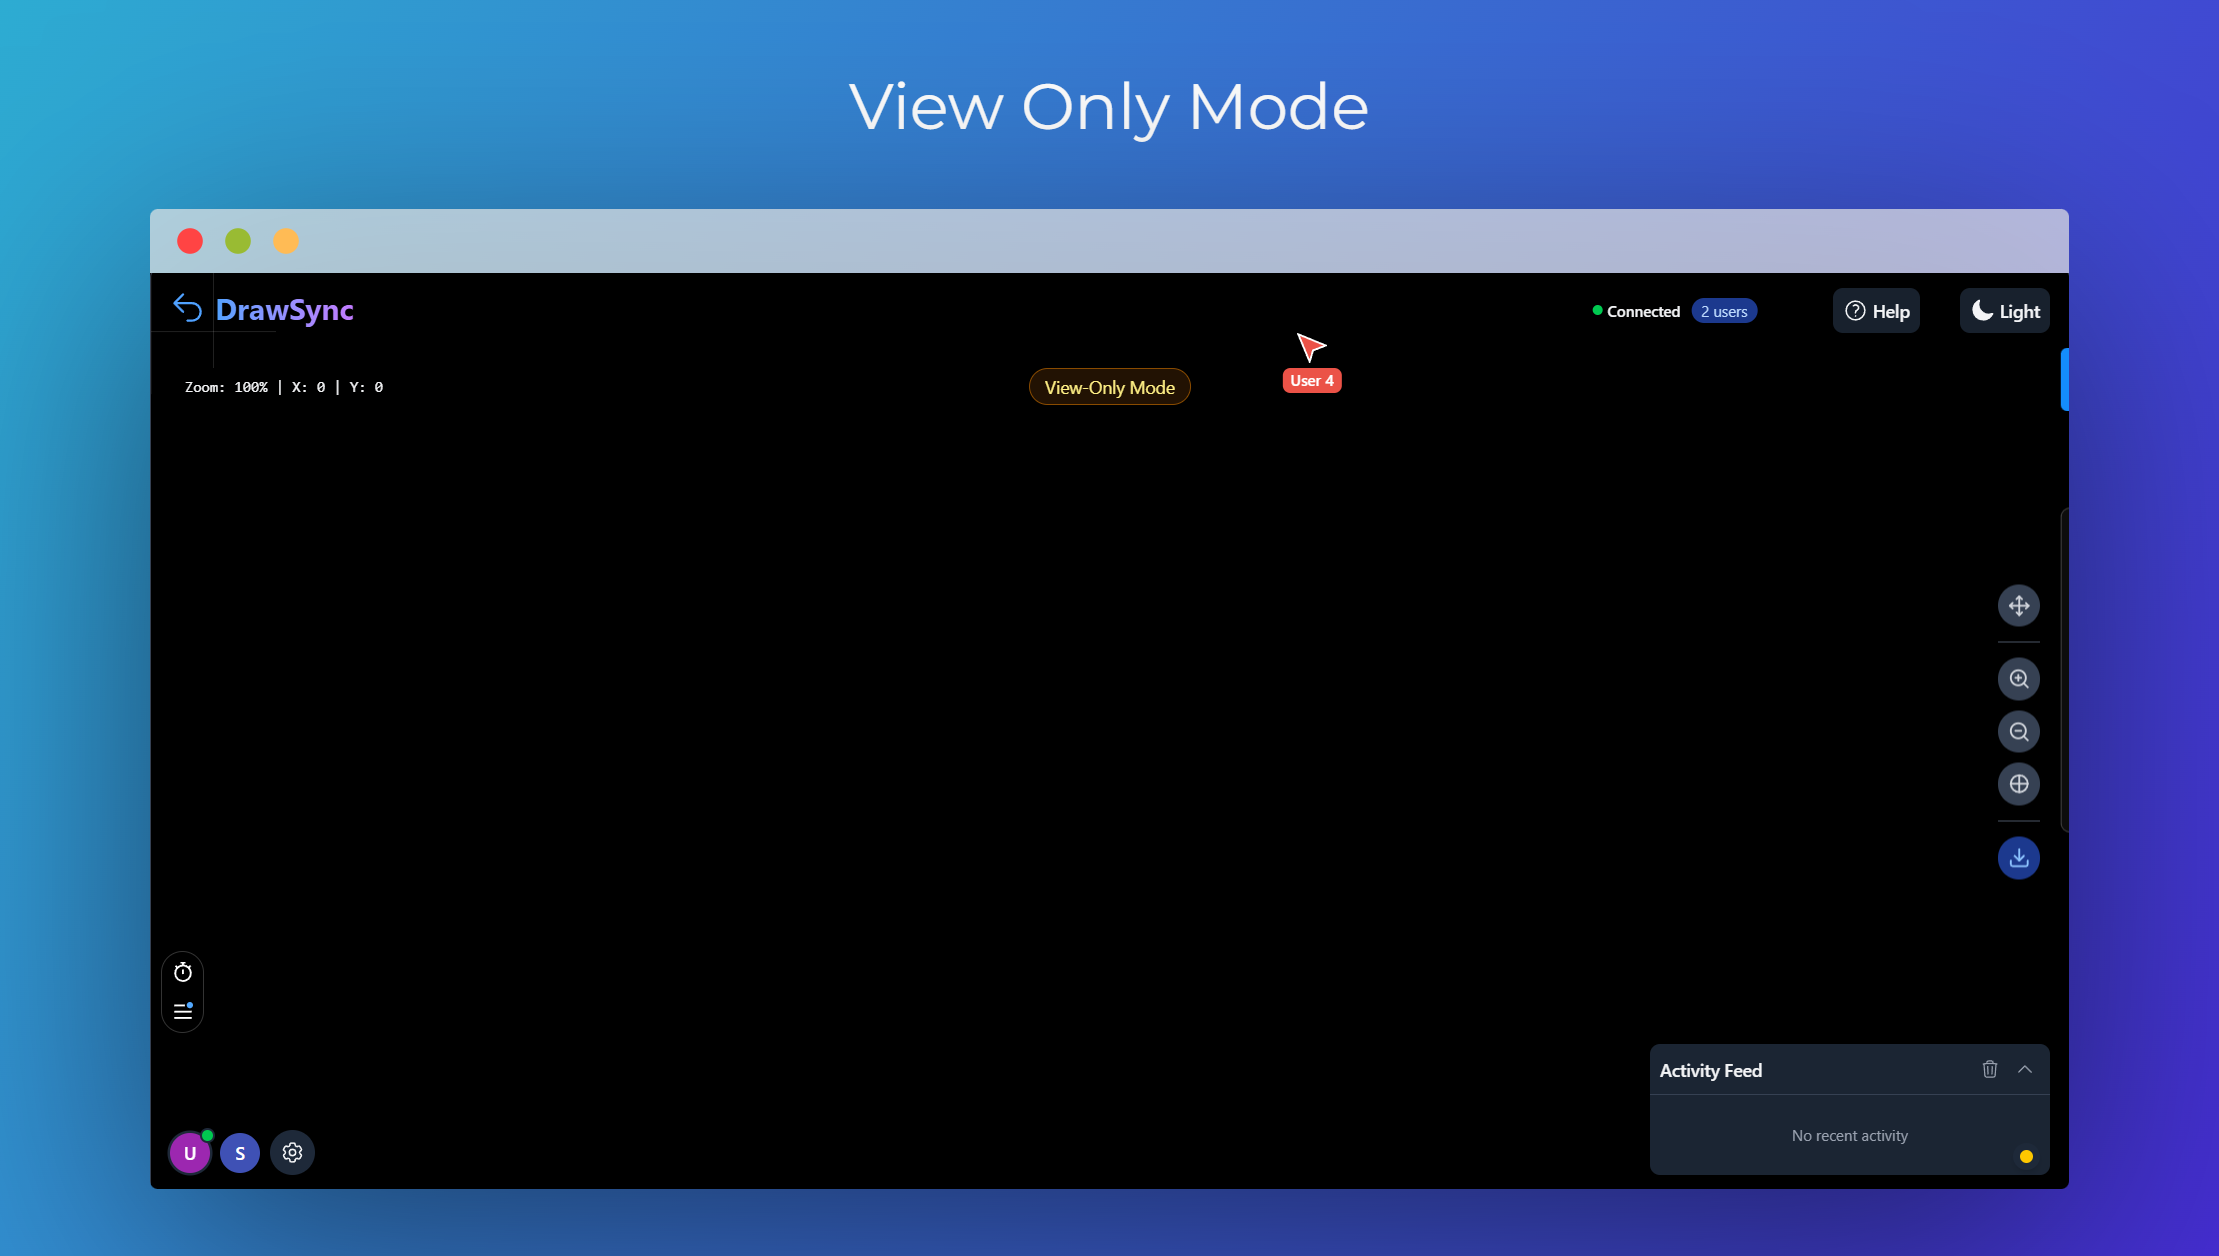 View Only Mode
DrawSync
Connected
2 users
Help
Light
Zoom: 100% | X: 0 | Y: 0
View-Only Mode
User 4
Activity Feed
No recent activity
U
S